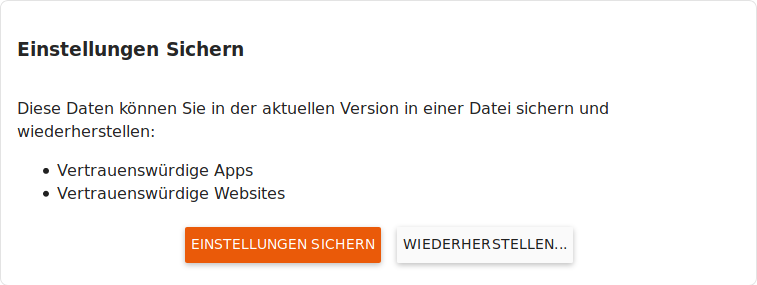 Einstellungen Sichern
Diese Daten können Sie in der aktuellen Version in einer Datei sichern und
wiederherstellen:
• Vertrauenswürdige Apps
• Vertrauenswürdige Websites
EINSTELLUNGEN SICHERN WIEDERHERSTELLEN...